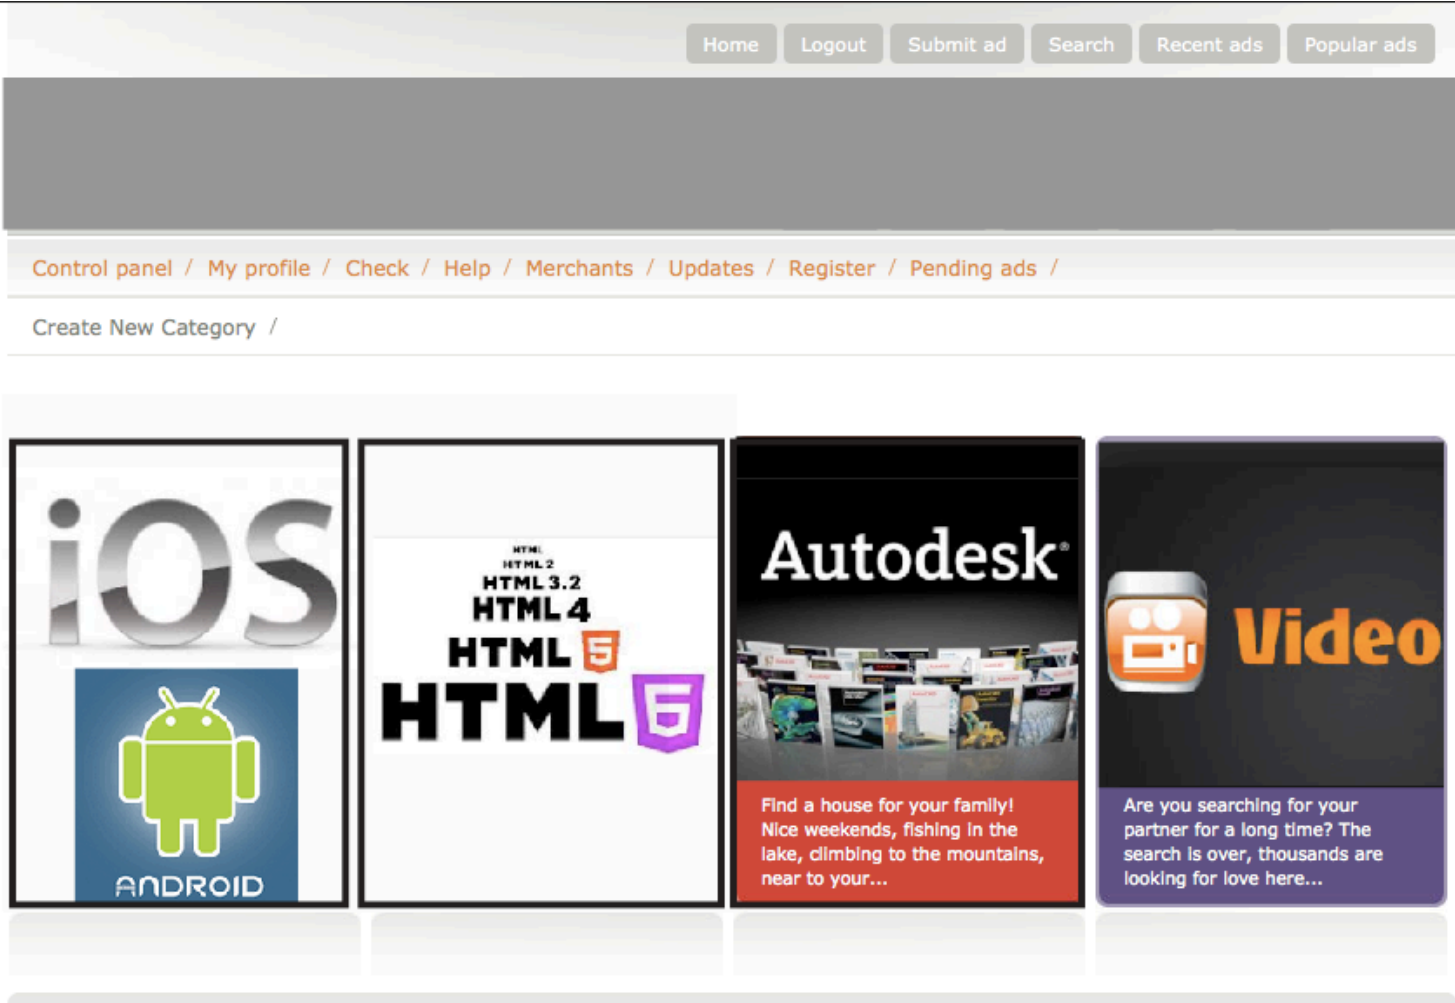 Home Logout Submit ad Search Recent ads Popular ads
Control panel / My profile / Check / Help / Merchants / Updates / Register / Pending ads /
Create New Category /
iOS
ANDROID
HTML
HTML 2
HTML 3.2
HTML 4
HTML 5
HTML 6
Autodesk®
Find a house for your family!
Nice weekends, fishing in the
lake, climbing to the mountains,
near to your...
Video
Are you searching for your
partner for a long time? The
search is over, thousands are
looking for love here...